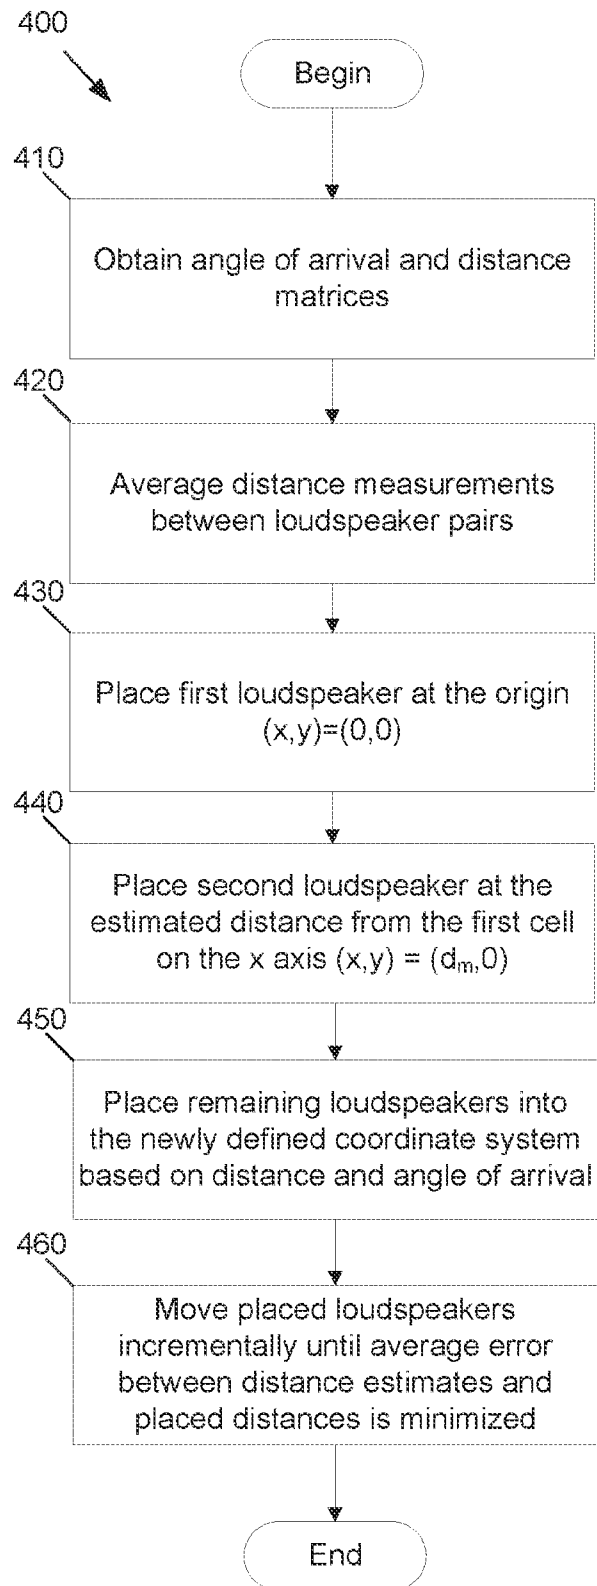 400
Begin
410
Obtain angle of arrival and distance
matrices
420
Average distance measurements
between loudspeaker pairs
430
Place first loudspeaker at the origin
(x,y)=(0,0)
440
Place second loudspeaker at the
estimated distance from the first cell
on the x axis (x,y) = (dₘ,0)
450
Place remaining loudspeakers into
the newly defined coordinate system
based on distance and angle of arrival
460
Move placed loudspeakers
incrementally until average error
between distance estimates and
placed distances is minimized
End